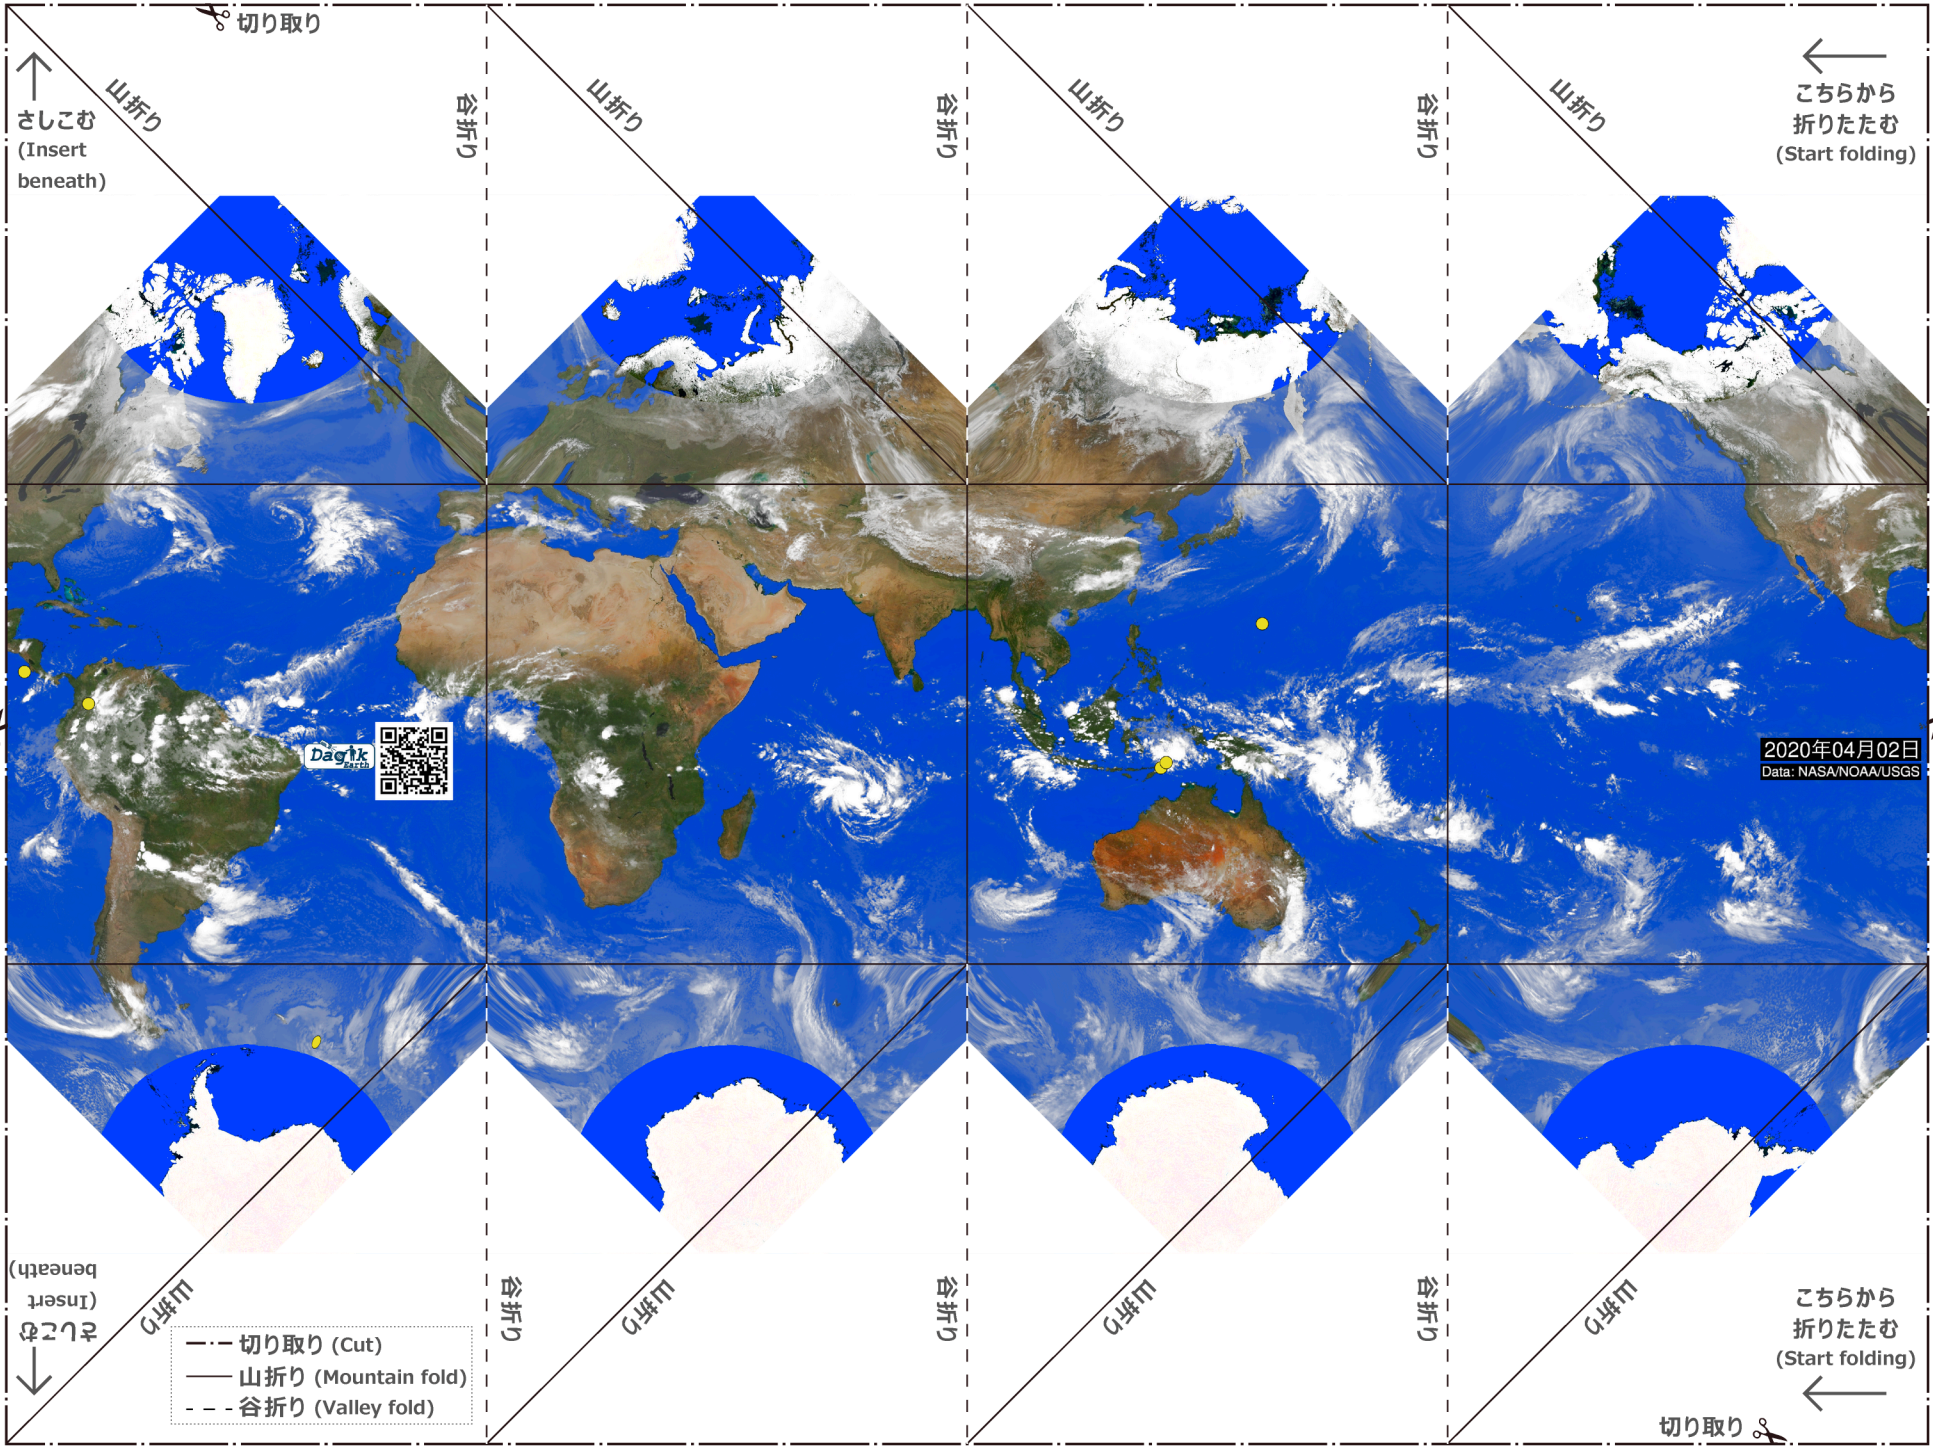 切り取り
山折り
谷折り
山折り
谷折り
山折り
谷折り
山折り
さしこむ
(Insert
beneath)
こちらから
折りたたむ
(Start folding)
Dagik
Earth
2020年04月02日
Data: NASA/NOAA/USGS
さしこむ
(Insert
beneath)
山折り
谷折り
山折り
谷折り
山折り
谷折り
山折り
切り取り (Cut)
山折り (Mountain fold)
谷折り (Valley fold)
こちらから
折りたたむ
(Start folding)
切り取り